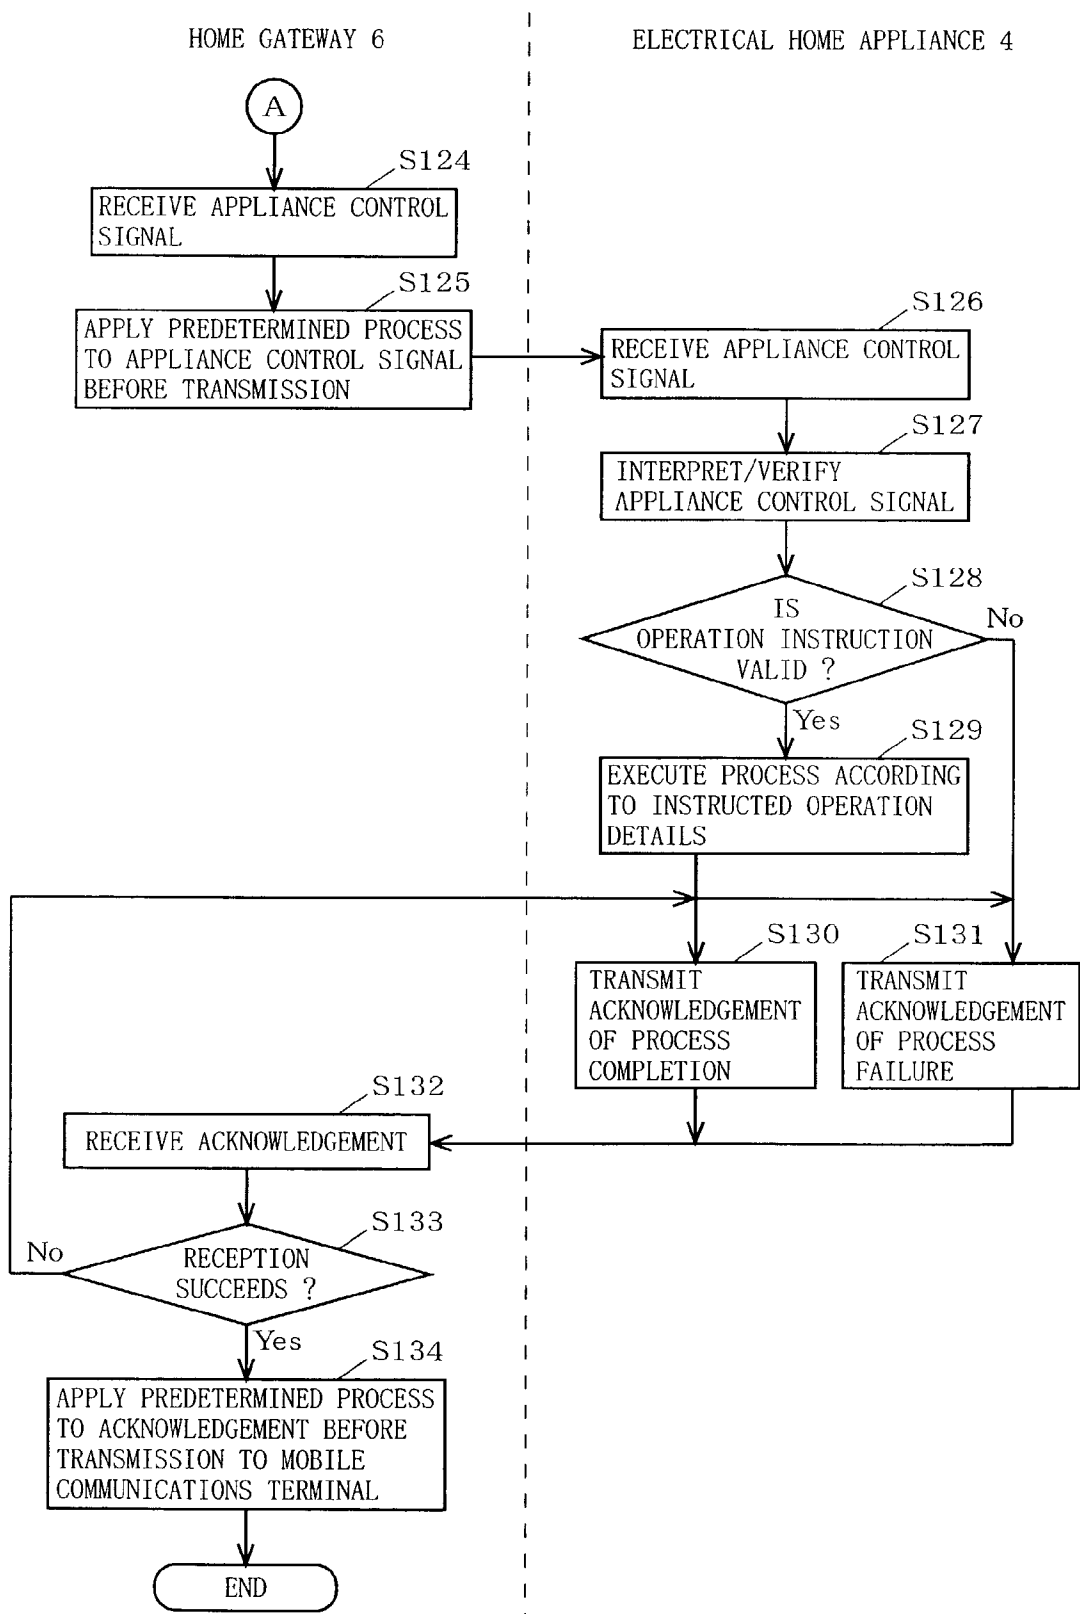 HOME GATEWAY 6
ELECTRICAL HOME APPLIANCE 4
A
S124
RECEIVE APPLIANCE CONTROL
SIGNAL
S125
APPLY PREDETERMINED PROCESS
TO APPLIANCE CONTROL SIGNAL
BEFORE TRANSMISSION
S126
RECEIVE APPLIANCE CONTROL
SIGNAL
S127
INTERPRET/VERIFY
APPLIANCE CONTROL SIGNAL
S128
IS
OPERATION INSTRUCTION
VALID ?
No
Yes
S129
EXECUTE PROCESS ACCORDING
TO INSTRUCTED OPERATION
DETAILS
S130
TRANSMIT
ACKNOWLEDGEMENT
OF PROCESS
COMPLETION
S131
TRANSMIT
ACKNOWLEDGEMENT
OF PROCESS
FAILURE
S132
RECEIVE ACKNOWLEDGEMENT
S133
RECEPTION
SUCCEEDS ?
No
Yes
S134
APPLY PREDETERMINED PROCESS
TO ACKNOWLEDGEMENT BEFORE
TRANSMISSION TO MOBILE
COMMUNICATIONS TERMINAL
END